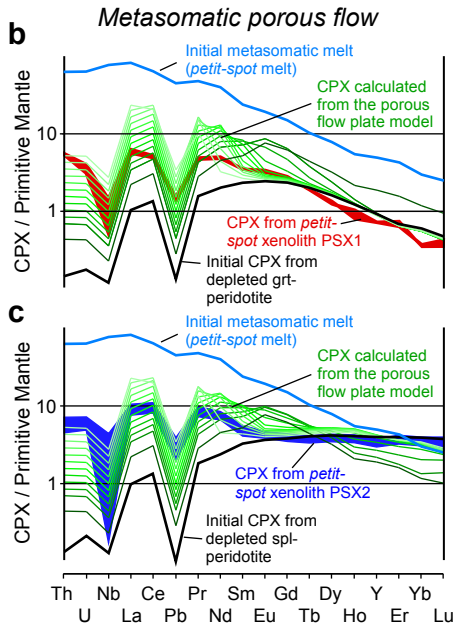 Metasomatic porous flow
b
Initial metasomatic melt
(petit-spot melt)
CPX calculated
from the porous
flow plate model
10
1
CPX / Primitive Mantle
CPX from petit-
spot xenolith PSX1
Initial CPX from
depleted grt-
peridotite
c
Initial metasomatic melt
(petit-spot melt)
CPX calculated
from the porous
flow plate model
10
1
CPX / Primitive Mantle
CPX from petit-
spot xenolith PSX2
Initial CPX from
depleted spl-
peridotite
Th Nb Ce Pr Sm Gd Dy Y Yb
U La Pb Nd Eu Tb Ho Er Lu